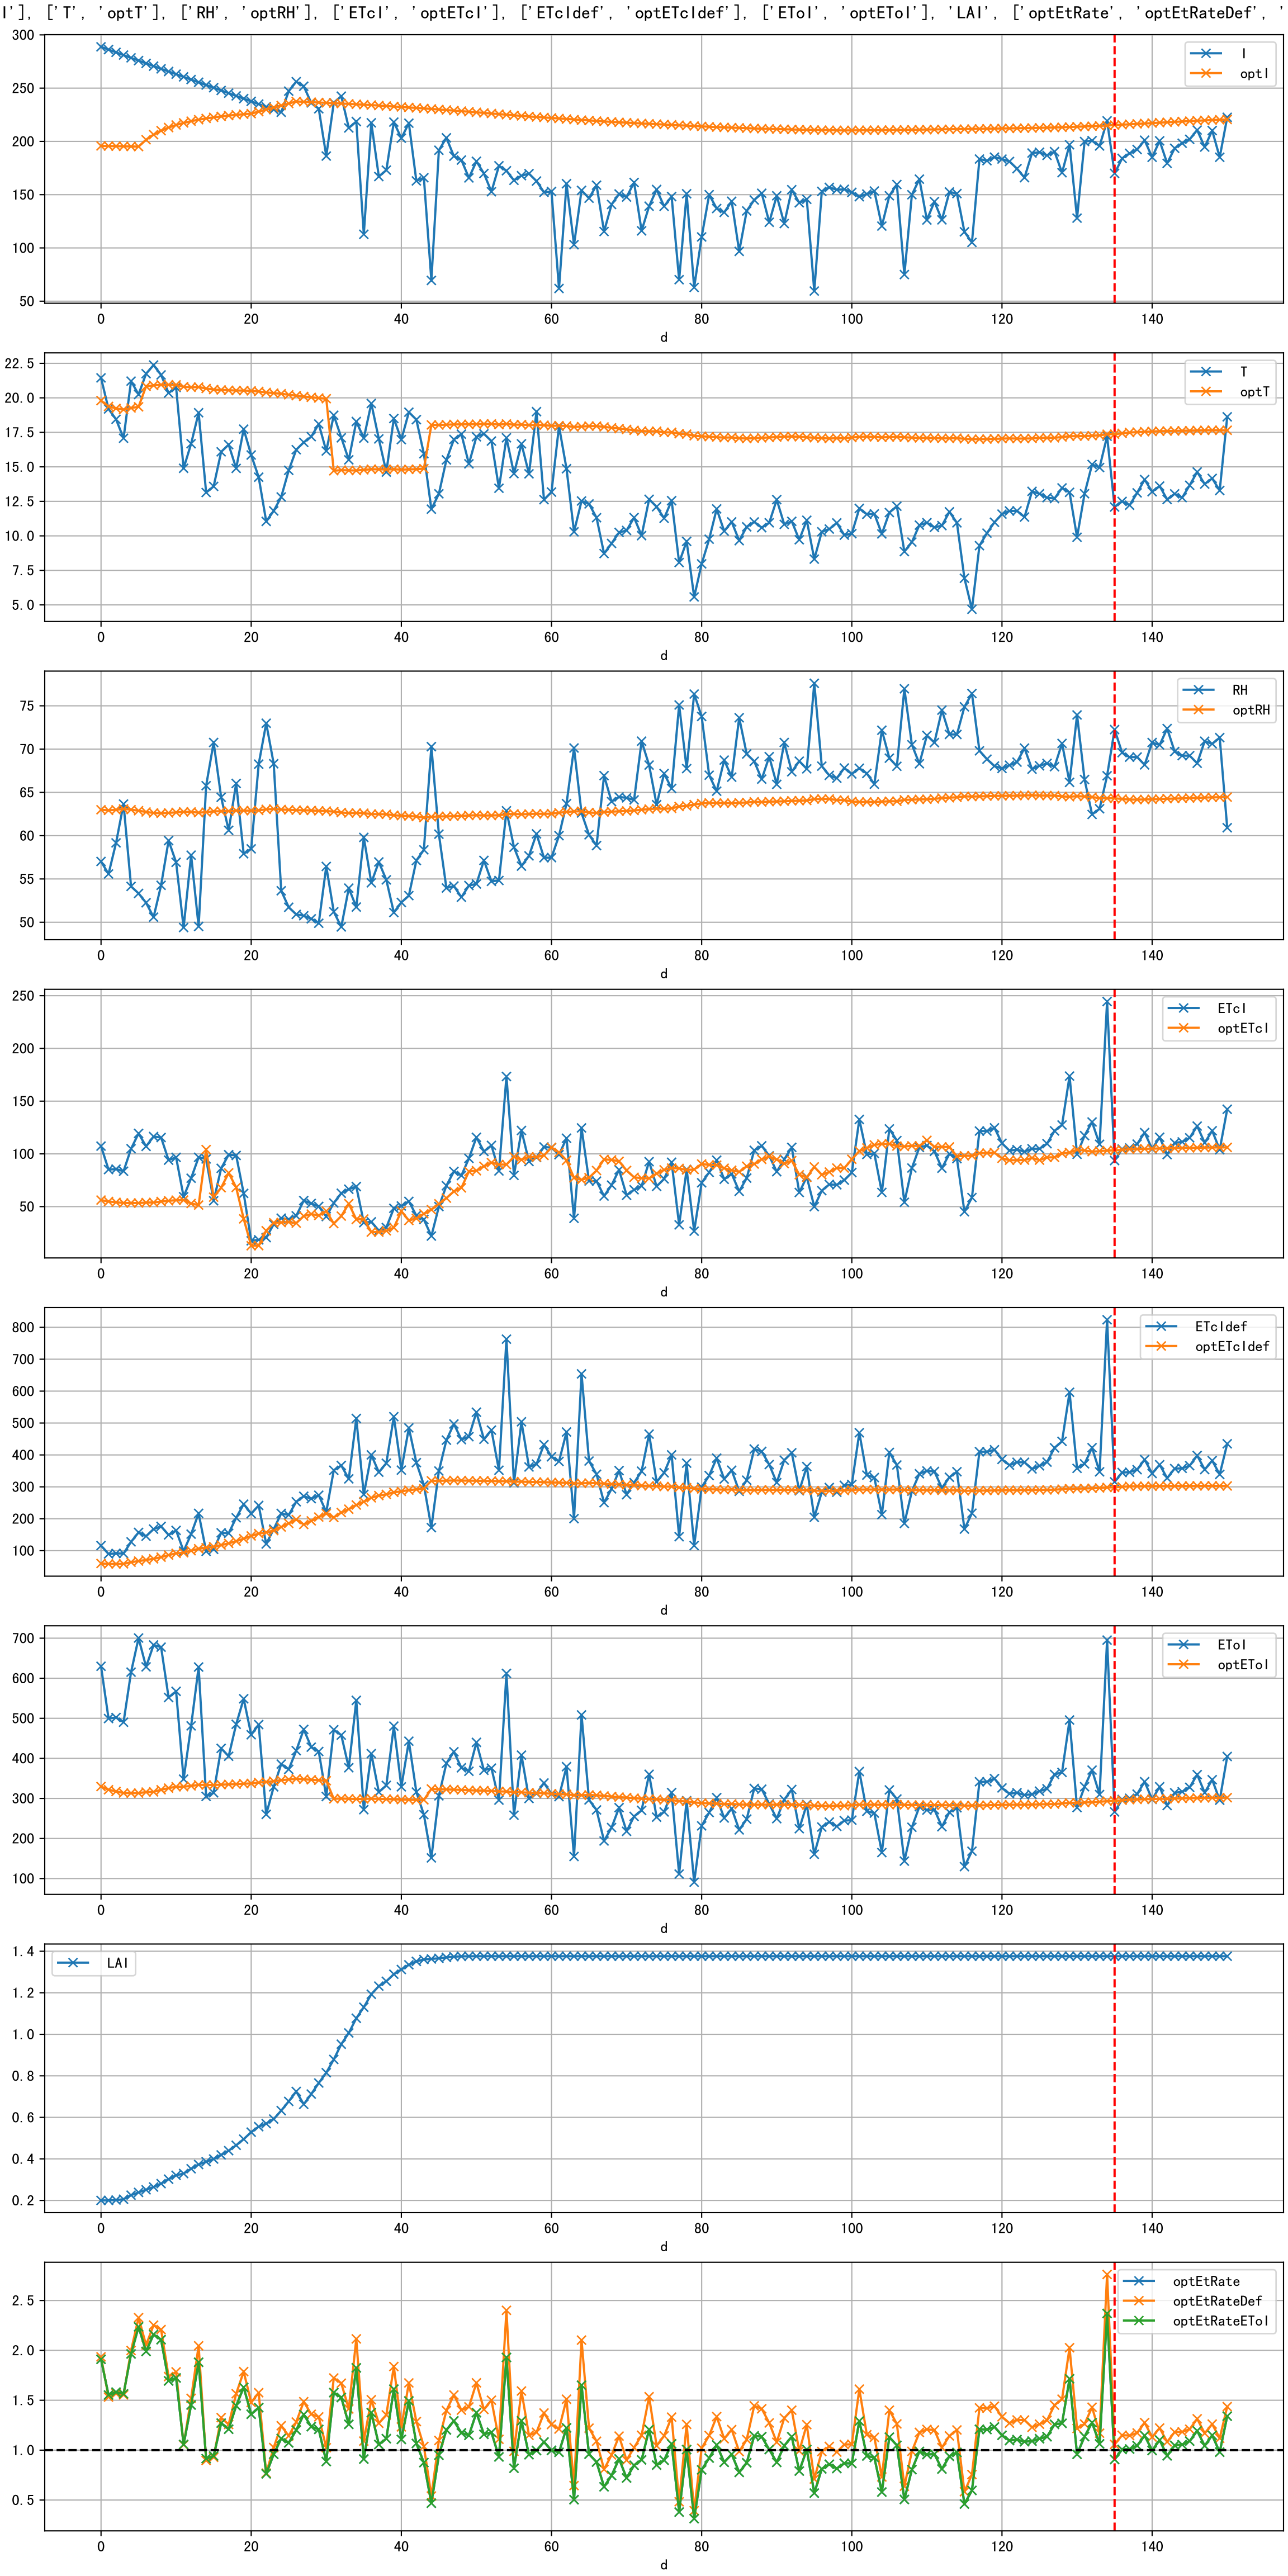 I'], ['T', 'optT'], ['RH', 'optRH'], ['ETcI', 'optETcI'], ['ETcIdef', 'optETcIdef'], ['EToI', 'optEToI'], 'LAI', ['optEtRate', 'optEtRateDef', '
300
250
200
150
100
50
I
optI
0 20 40 60 80 100 120 140
d
22.5
20.0
17.5
15.0
12.5
10.0
7.5
5.0
T
optT
0 20 40 60 80 100 120 140
d
75
70
65
60
55
50
RH
optRH
0 20 40 60 80 100 120 140
d
250
200
150
100
50
ETcI
optETcI
0 20 40 60 80 100 120 140
d
800
700
600
500
400
300
200
100
ETcIdef
optETcIdef
0 20 40 60 80 100 120 140
d
700
600
500
400
300
200
100
EToI
optEToI
0 20 40 60 80 100 120 140
d
1.4
1.2
1.0
0.8
0.6
0.4
0.2
LAI
0 20 40 60 80 100 120 140
d
2.5
2.0
1.5
1.0
0.5
optEtRate
optEtRateDef
optEtRateEToI
0 20 40 60 80 100 120 140
d